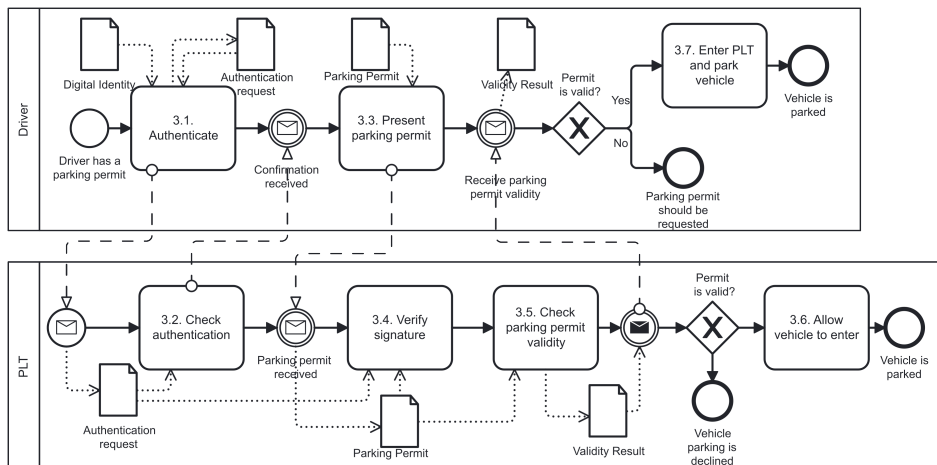 Driver
Digital Identity
Authentication
request
Parking Permit
Validity Result
Permit
is valid?
3.7. Enter PLT
and park
vehicle
Vehicle is
parked
3.1.
Authenticate
3.3. Present
parking permit
Yes
No
Driver has a
parking permit
Confirmation
received
Receive parking
permit validity
Parking permit
should be
requested
PLT
3.2. Check
authentication
Parking permit
received
3.4. Verify
signature
3.5. Check
parking permit
validity
Permit
is valid?
3.6. Allow
vehicle to enter
Vehicle is
parked
Authentication
request
Parking Permit
Validity Result
Vehicle
parking is
declined